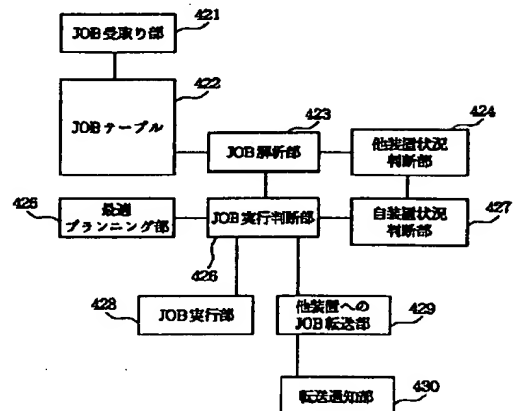 JOB受取り部
421
JOBテーブル
422
JOB解析部
423
他装置状況
判断部
424
最適
プランニング部
425
JOB実行判断部
426
自装置状況
判断部
427
JOB実行部
428
他装置への
JOB転送部
429
転送通知部
430